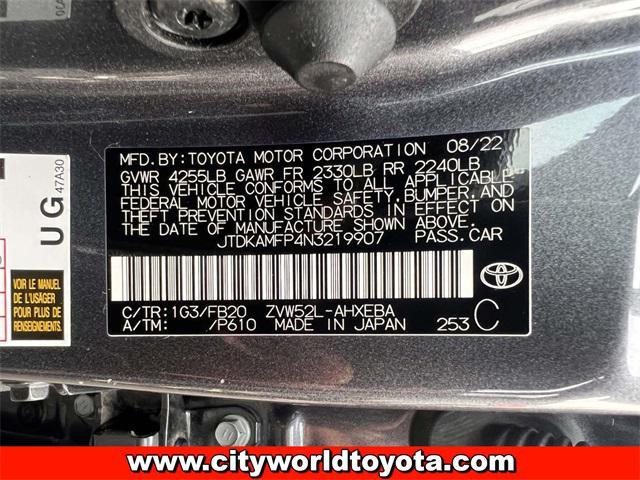 MFD. BY: TOYOTA MOTOR CORPORATION 08/22
GVWR 4255LB GAWR FR 2330LB RR 2240LB
THIS VEHICLE CONFORMS TO ALL APPLICABLE
FEDERAL MOTOR VEHICLE SAFETY, BUMPER, AND
THEFT PREVENTION STANDARDS IN EFFECT ON
THE DATE OF MANUFACTURE SHOWN ABOVE.
JTDKAMFP4N3219907 PASS. CAR
C/TR: 1G3/FB20 ZVW52L-AHXEBA
A/TM: /P610 MADE IN JAPAN 253 C
TOYOTA
UG
47A30
VOIR LE MANUEL
DE L'USAGER
POUR PLUS DE
RENSEIGNEMENTS.
www.cityworldtoyota.com